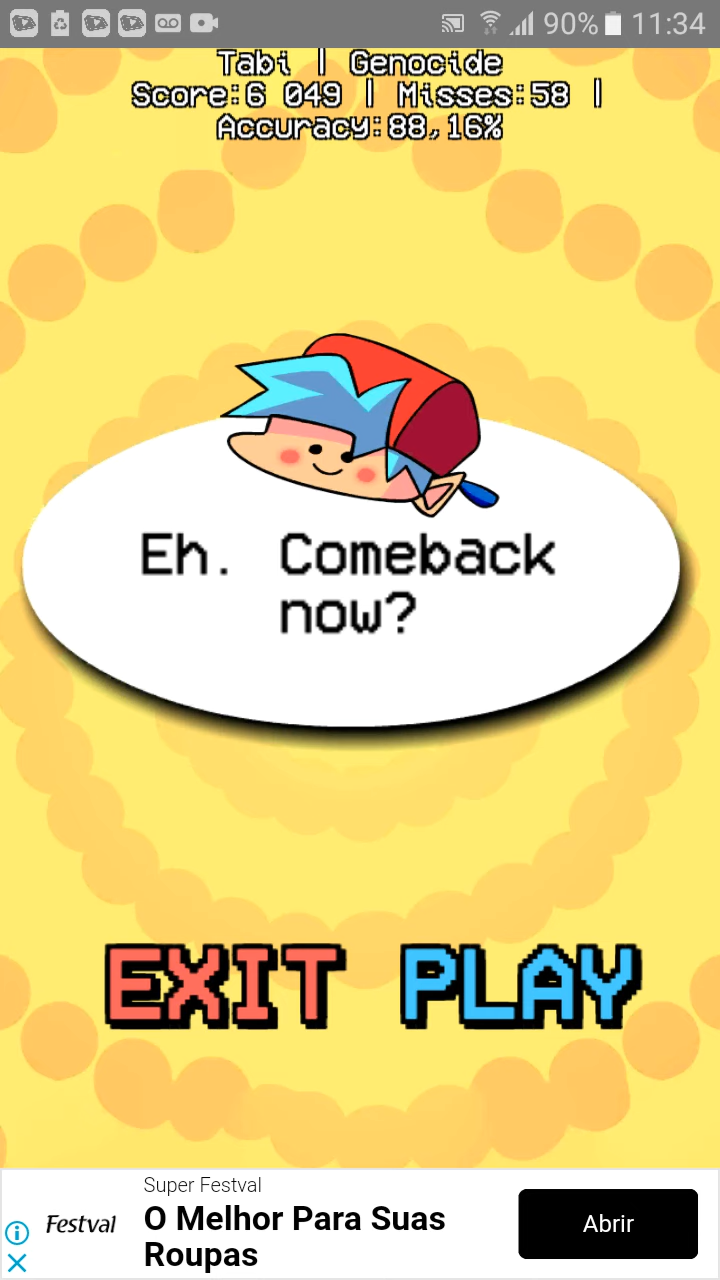 90% 11:34
Tabi | Genocide
Score:6 049 | Misses:58 |
Accuracy:88,16%
Eh. Comeback
now?
EXIT PLAY
Super Festval
Festval
O Melhor Para Suas
Roupas
Abrir